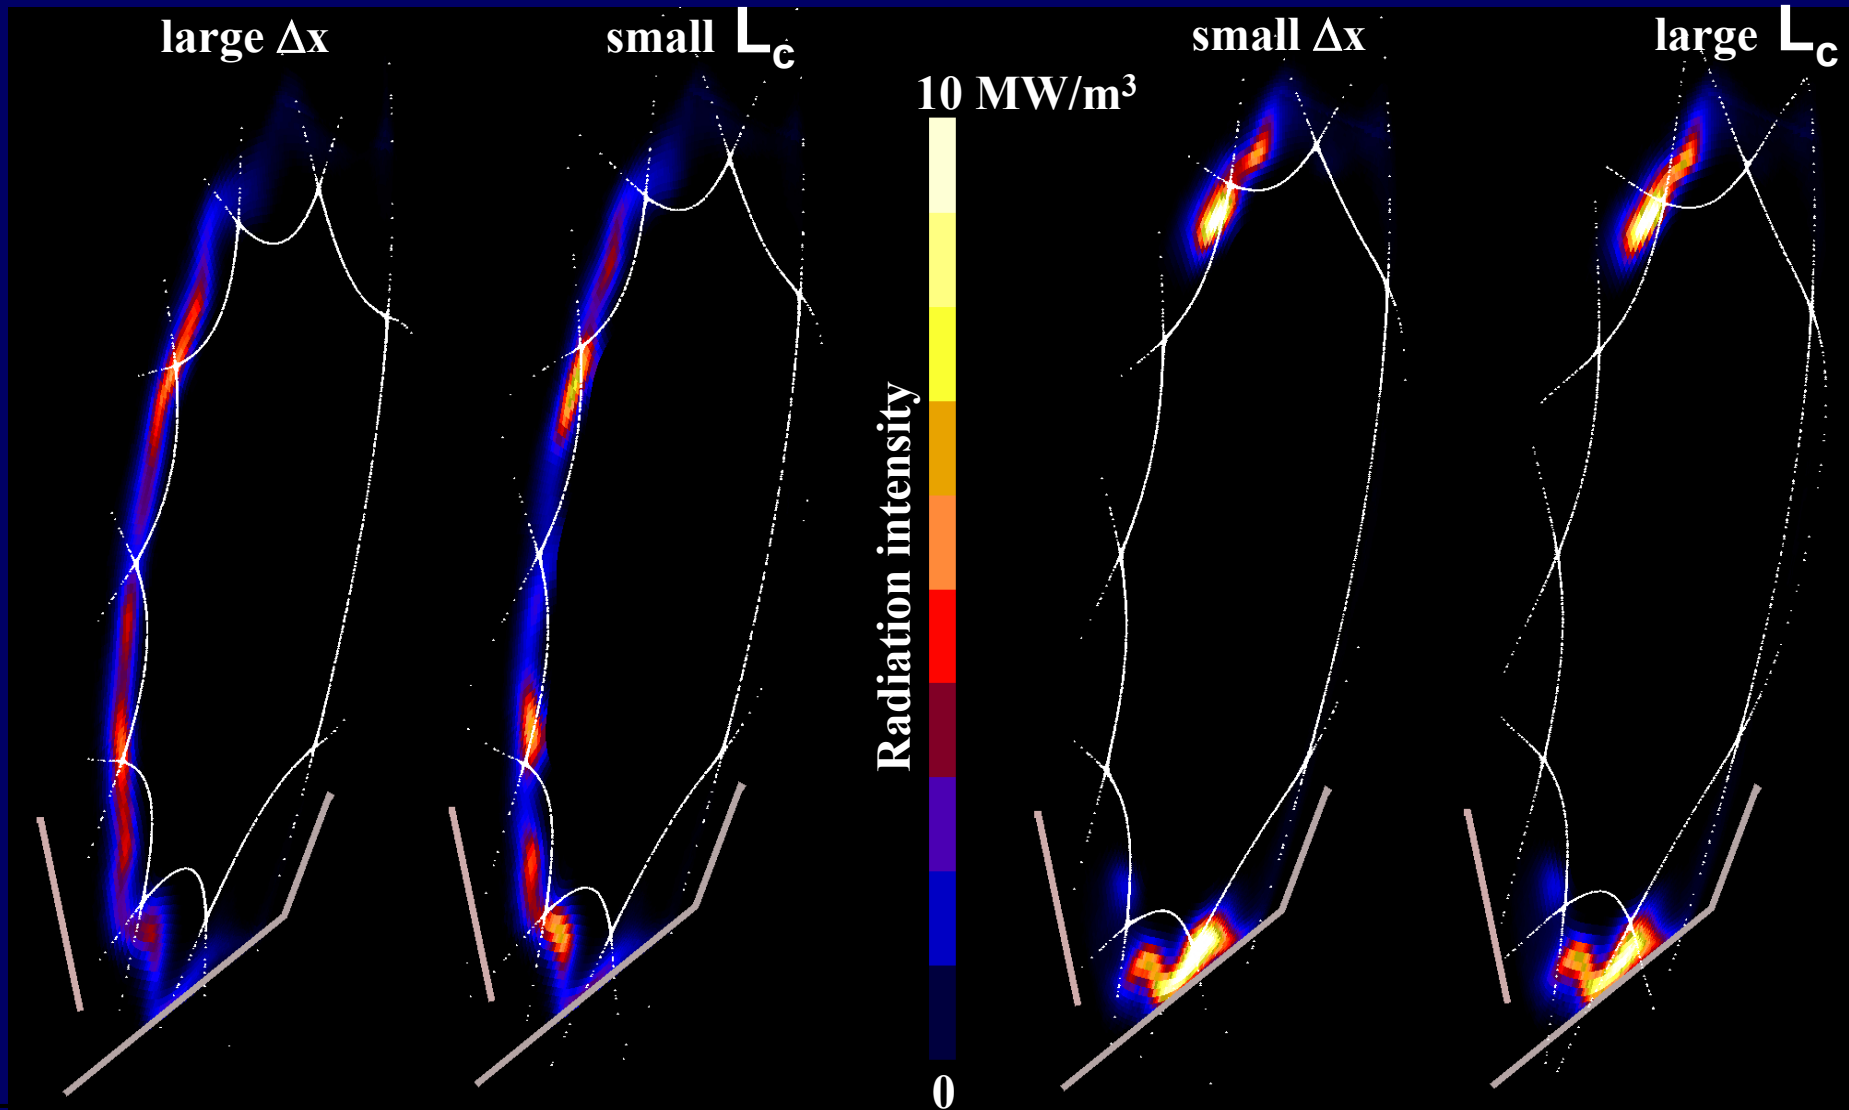 large Δx small Lc small Δx large Lc
10 MW/m³
Radiation intensity
0